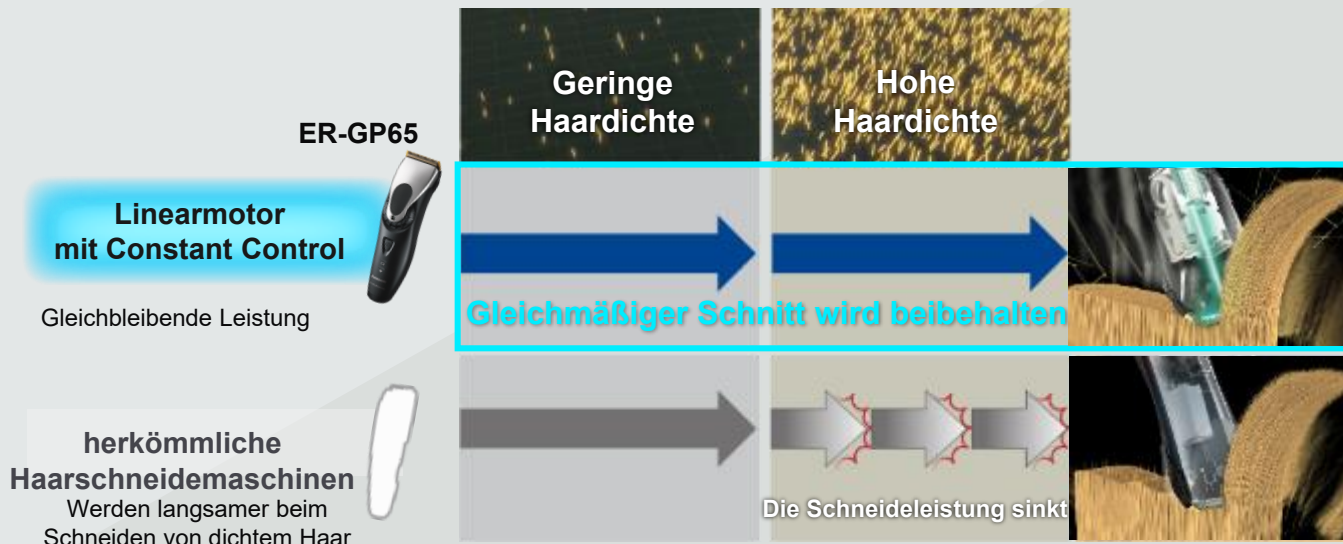 Geringe
Haardichte
Hohe
Haardichte
ER-GP65
Linearmotor
mit Constant Control
Gleichbleibende Leistung
Gleichmäßiger Schnitt wird beibehalten
herkömmliche
Haarschneidemaschinen
Werden langsamer beim
Schneiden von dichtem Haar
Die Schneideleistung sinkt